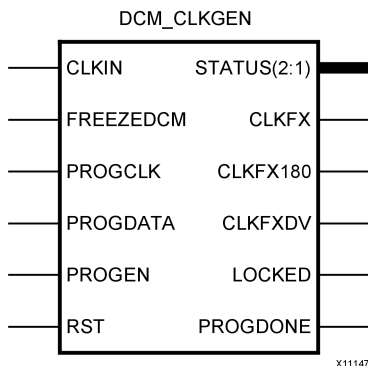 DCM_CLKGEN
CLKIN STATUS(2:1)
FREEZEDCM CLKFX
PROGCLK CLKFX180
PROGDATA CLKFXDV
PROGEN LOCKED
RST PROGDONE
X11147